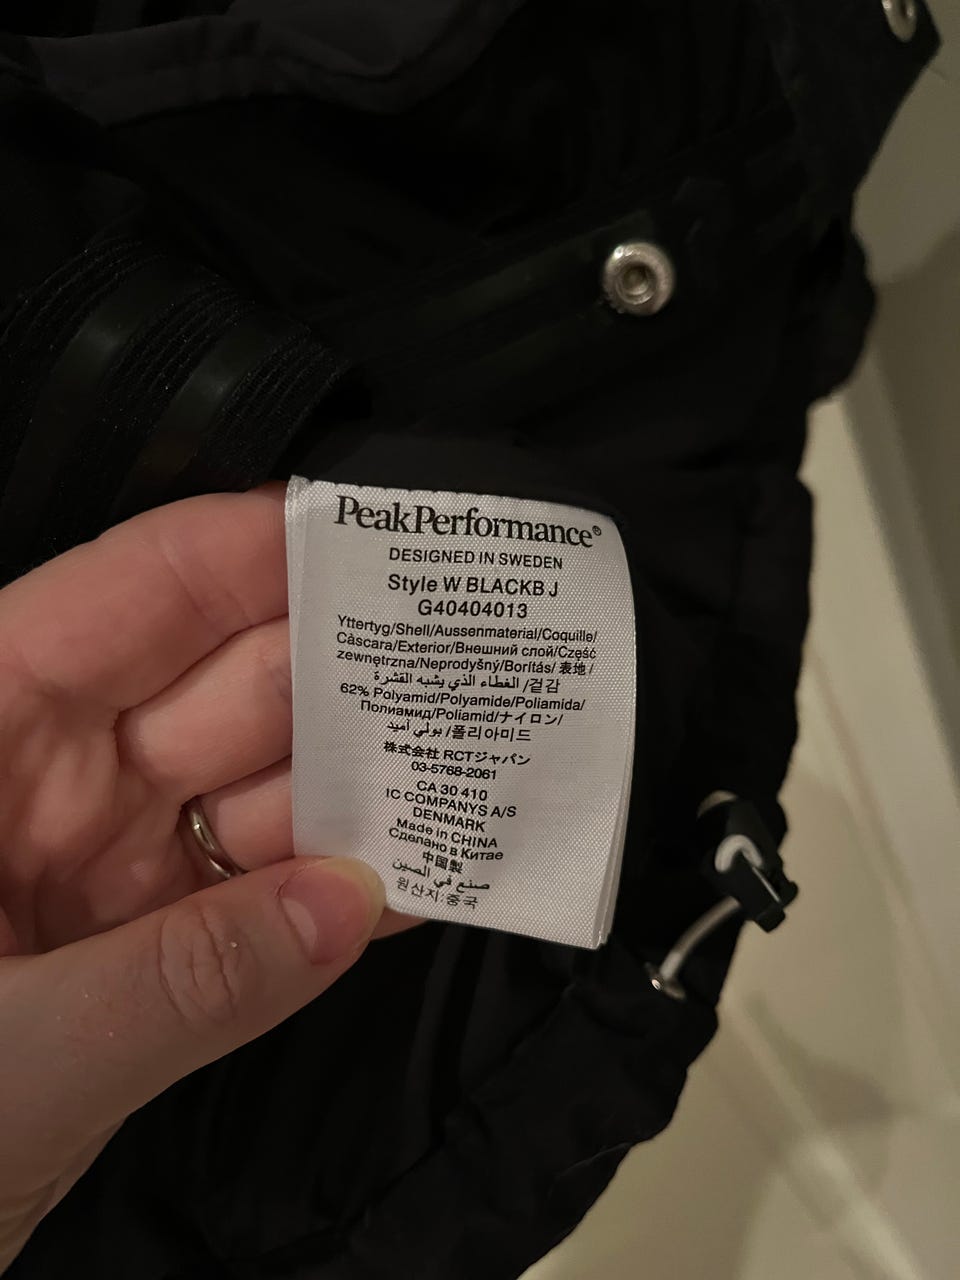 PeakPerformance®
DESIGNED IN SWEDEN
Style W BLACKB J
G40404013
Yttertyg/Shell/Aussenmaterial/Coquille/
Càscara/Exterior/Внешний слой/Część
zewnętrzna/Neprodyšný/Borítás/ 表地 /
الغطاء الذي يشبه القشرة /겉감
62% Polyamid/Polyamide/Poliamida/
Полиамид/Poliamid/ナイロン/
بولي أميد /폴리아미드
株式会社 RCTジャパン
03-5768-2061
CA 30 410
IC COMPANYS A/S
DENMARK
Made in CHINA
Сделано в Китае
中国製
صنع في الصين
원산지:중국